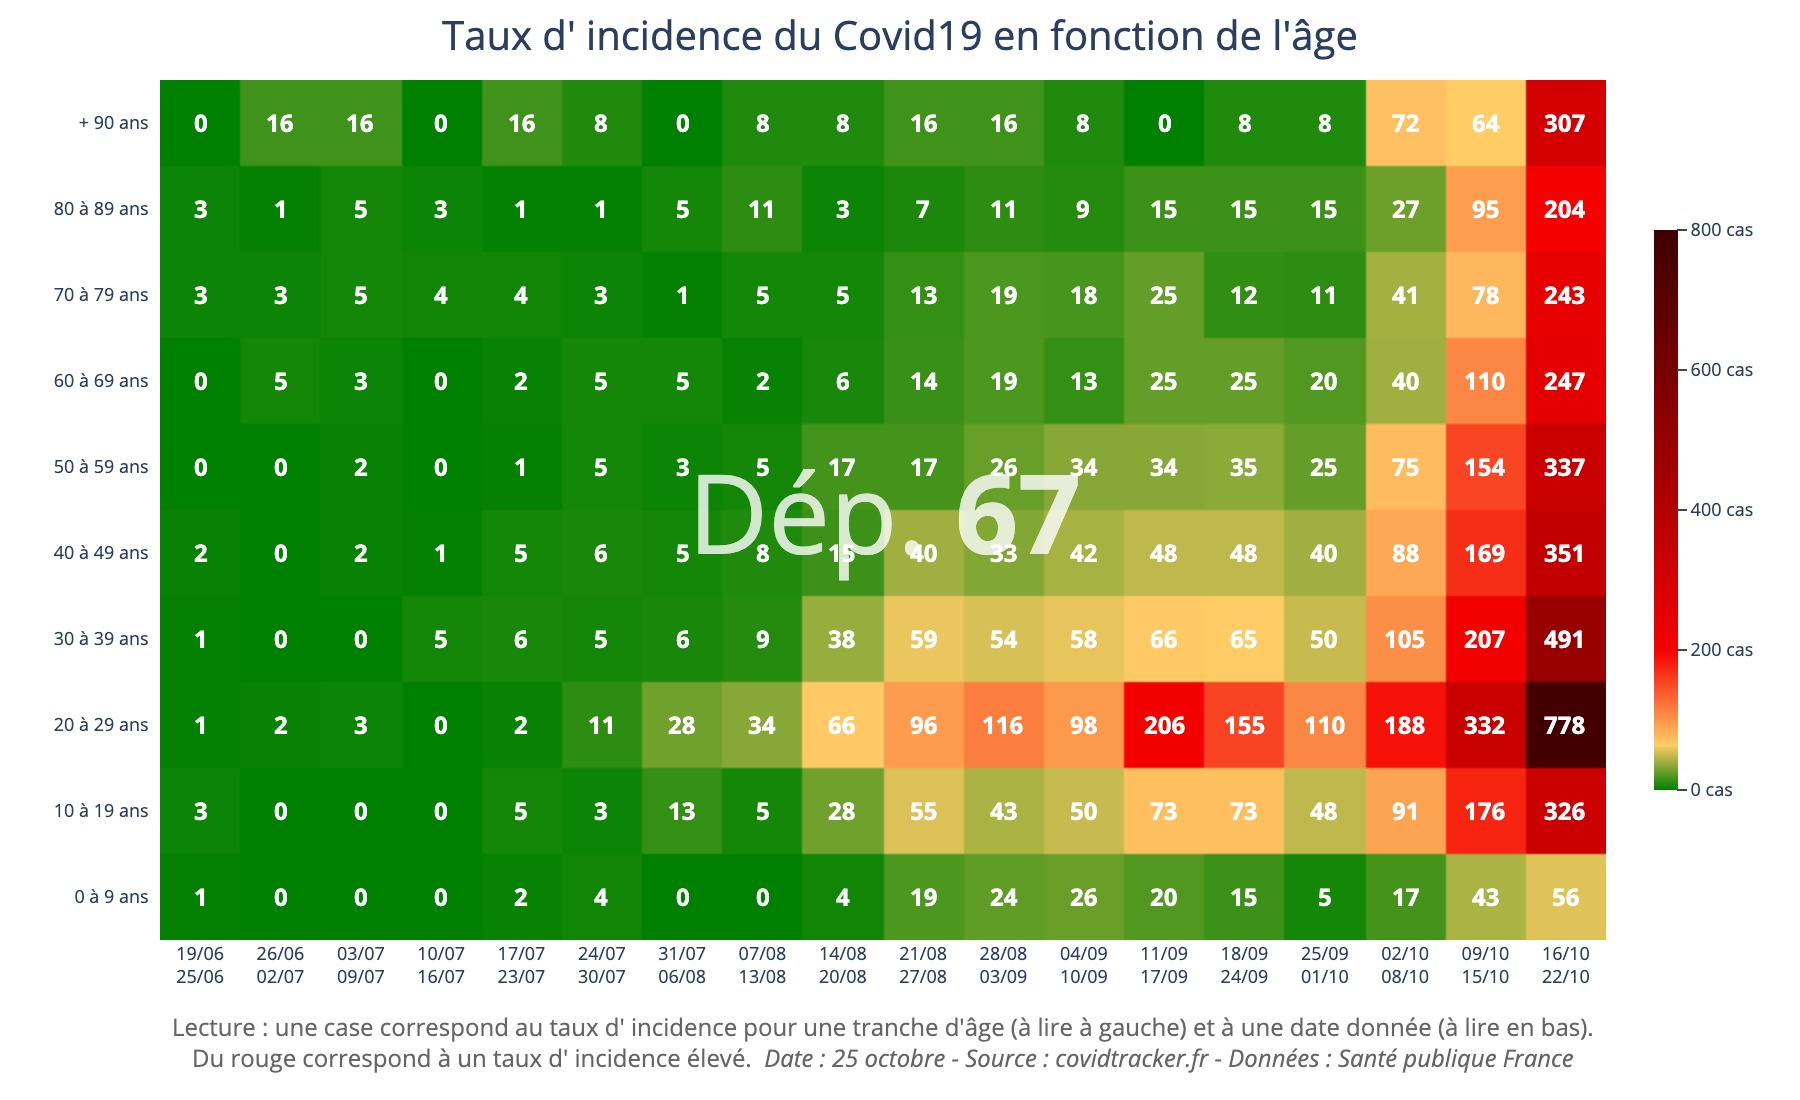 Taux d' incidence du Covid19 en fonction de l'âge
+ 90 ans 0 16 16 0 16 8 0 8 8 16 16 8 0 8 8 72 64 307
80 à 89 ans 3 1 5 3 1 1 5 11 3 7 11 9 15 15 15 27 95 204
70 à 79 ans 3 3 5 4 4 3 1 5 5 13 19 18 25 12 11 41 78 243
60 à 69 ans 0 5 3 0 2 5 5 2 6 14 19 13 25 25 20 40 110 247
50 à 59 ans 0 0 2 0 1 5 3 5 17 17 26 34 34 35 25 75 154 337
Dép. 67
40 à 49 ans 2 0 2 1 5 6 5 8 15 40 33 42 48 48 40 88 169 351
30 à 39 ans 1 0 0 5 6 5 6 9 38 59 54 58 66 65 50 105 207 491
20 à 29 ans 1 2 3 0 2 11 28 34 66 96 116 98 206 155 110 188 332 778
10 à 19 ans 3 0 0 0 5 3 13 5 28 55 43 50 73 73 48 91 176 326
0 à 9 ans 1 0 0 0 2 4 0 0 4 19 24 26 20 15 5 17 43 56
19/06 26/06 03/07 10/07 17/07 24/07 31/07 07/08 14/08 21/08 28/08 04/09 11/09 18/09 25/09 02/10 09/10 16/10
25/06 02/07 09/07 16/07 23/07 30/07 06/08 13/08 20/08 27/08 03/09 10/09 17/09 24/09 01/10 08/10 15/10 22/10
800 cas
600 cas
400 cas
200 cas
0 cas
Lecture : une case correspond au taux d' incidence pour une tranche d'âge (à lire à gauche) et à une date donnée (à lire en bas).
Du rouge correspond à un taux d' incidence élevé. Date : 25 octobre - Source : covidtracker.fr - Données : Santé publique France